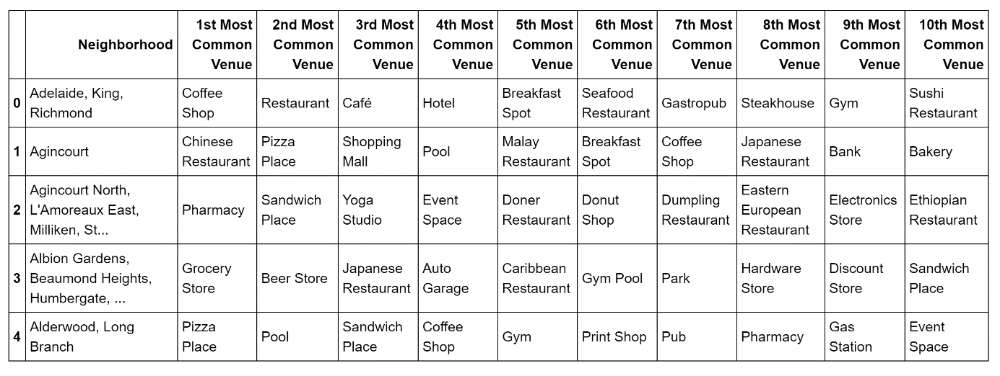 Neighborhood 1st Most Common Venue 2nd Most Common Venue 3rd Most Common Venue 4th Most Common Venue 5th Most Common Venue 6th Most Common Venue 7th Most Common Venue 8th Most Common Venue 9th Most Common Venue 10th Most Common Venue
0 Adelaide, King, Richmond Coffee Shop Restaurant Café Hotel Breakfast Spot Seafood Restaurant Gastropub Steakhouse Gym Sushi Restaurant
1 Agincourt Chinese Restaurant Pizza Place Shopping Mall Pool Malay Restaurant Breakfast Spot Coffee Shop Japanese Restaurant Bank Bakery
2 Agincourt North, L'Amoreaux East, Milliken, St... Pharmacy Sandwich Place Yoga Studio Event Space Doner Restaurant Donut Shop Dumpling Restaurant Eastern European Restaurant Electronics Store Ethiopian Restaurant
3 Albion Gardens, Beaumond Heights, Humbergate, ... Grocery Store Beer Store Japanese Restaurant Auto Garage Caribbean Restaurant Gym Pool Park Hardware Store Discount Store Sandwich Place
4 Alderwood, Long Branch Pizza Place Pool Sandwich Place Coffee Shop Gym Print Shop Pub Pharmacy Gas Station Event Space